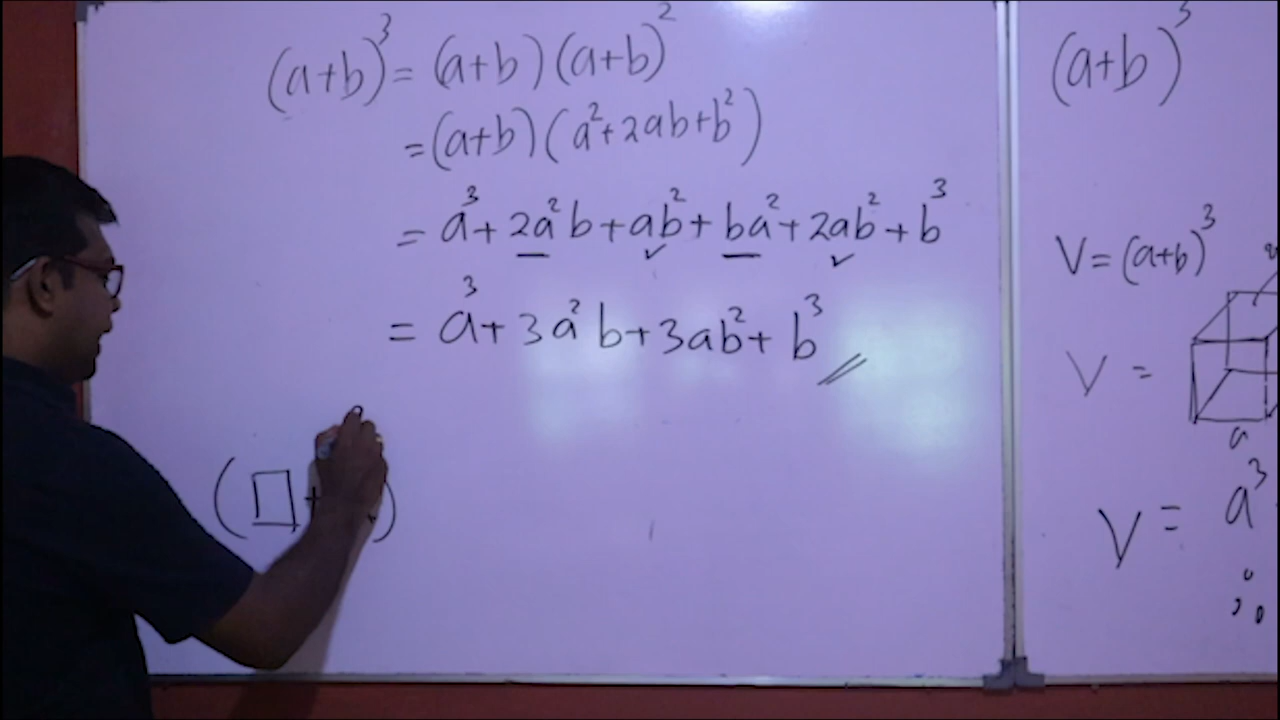 (a+b)³ = (a+b)(a+b)²
= (a+b)(a²+2ab+b²)
= a³+2a²b+ab²+ba²+2ab²+b³
= a³+3a²b+3ab²+b³
(□+
)
(a+b)³
V=(a+b)³
V =
a
V = a³